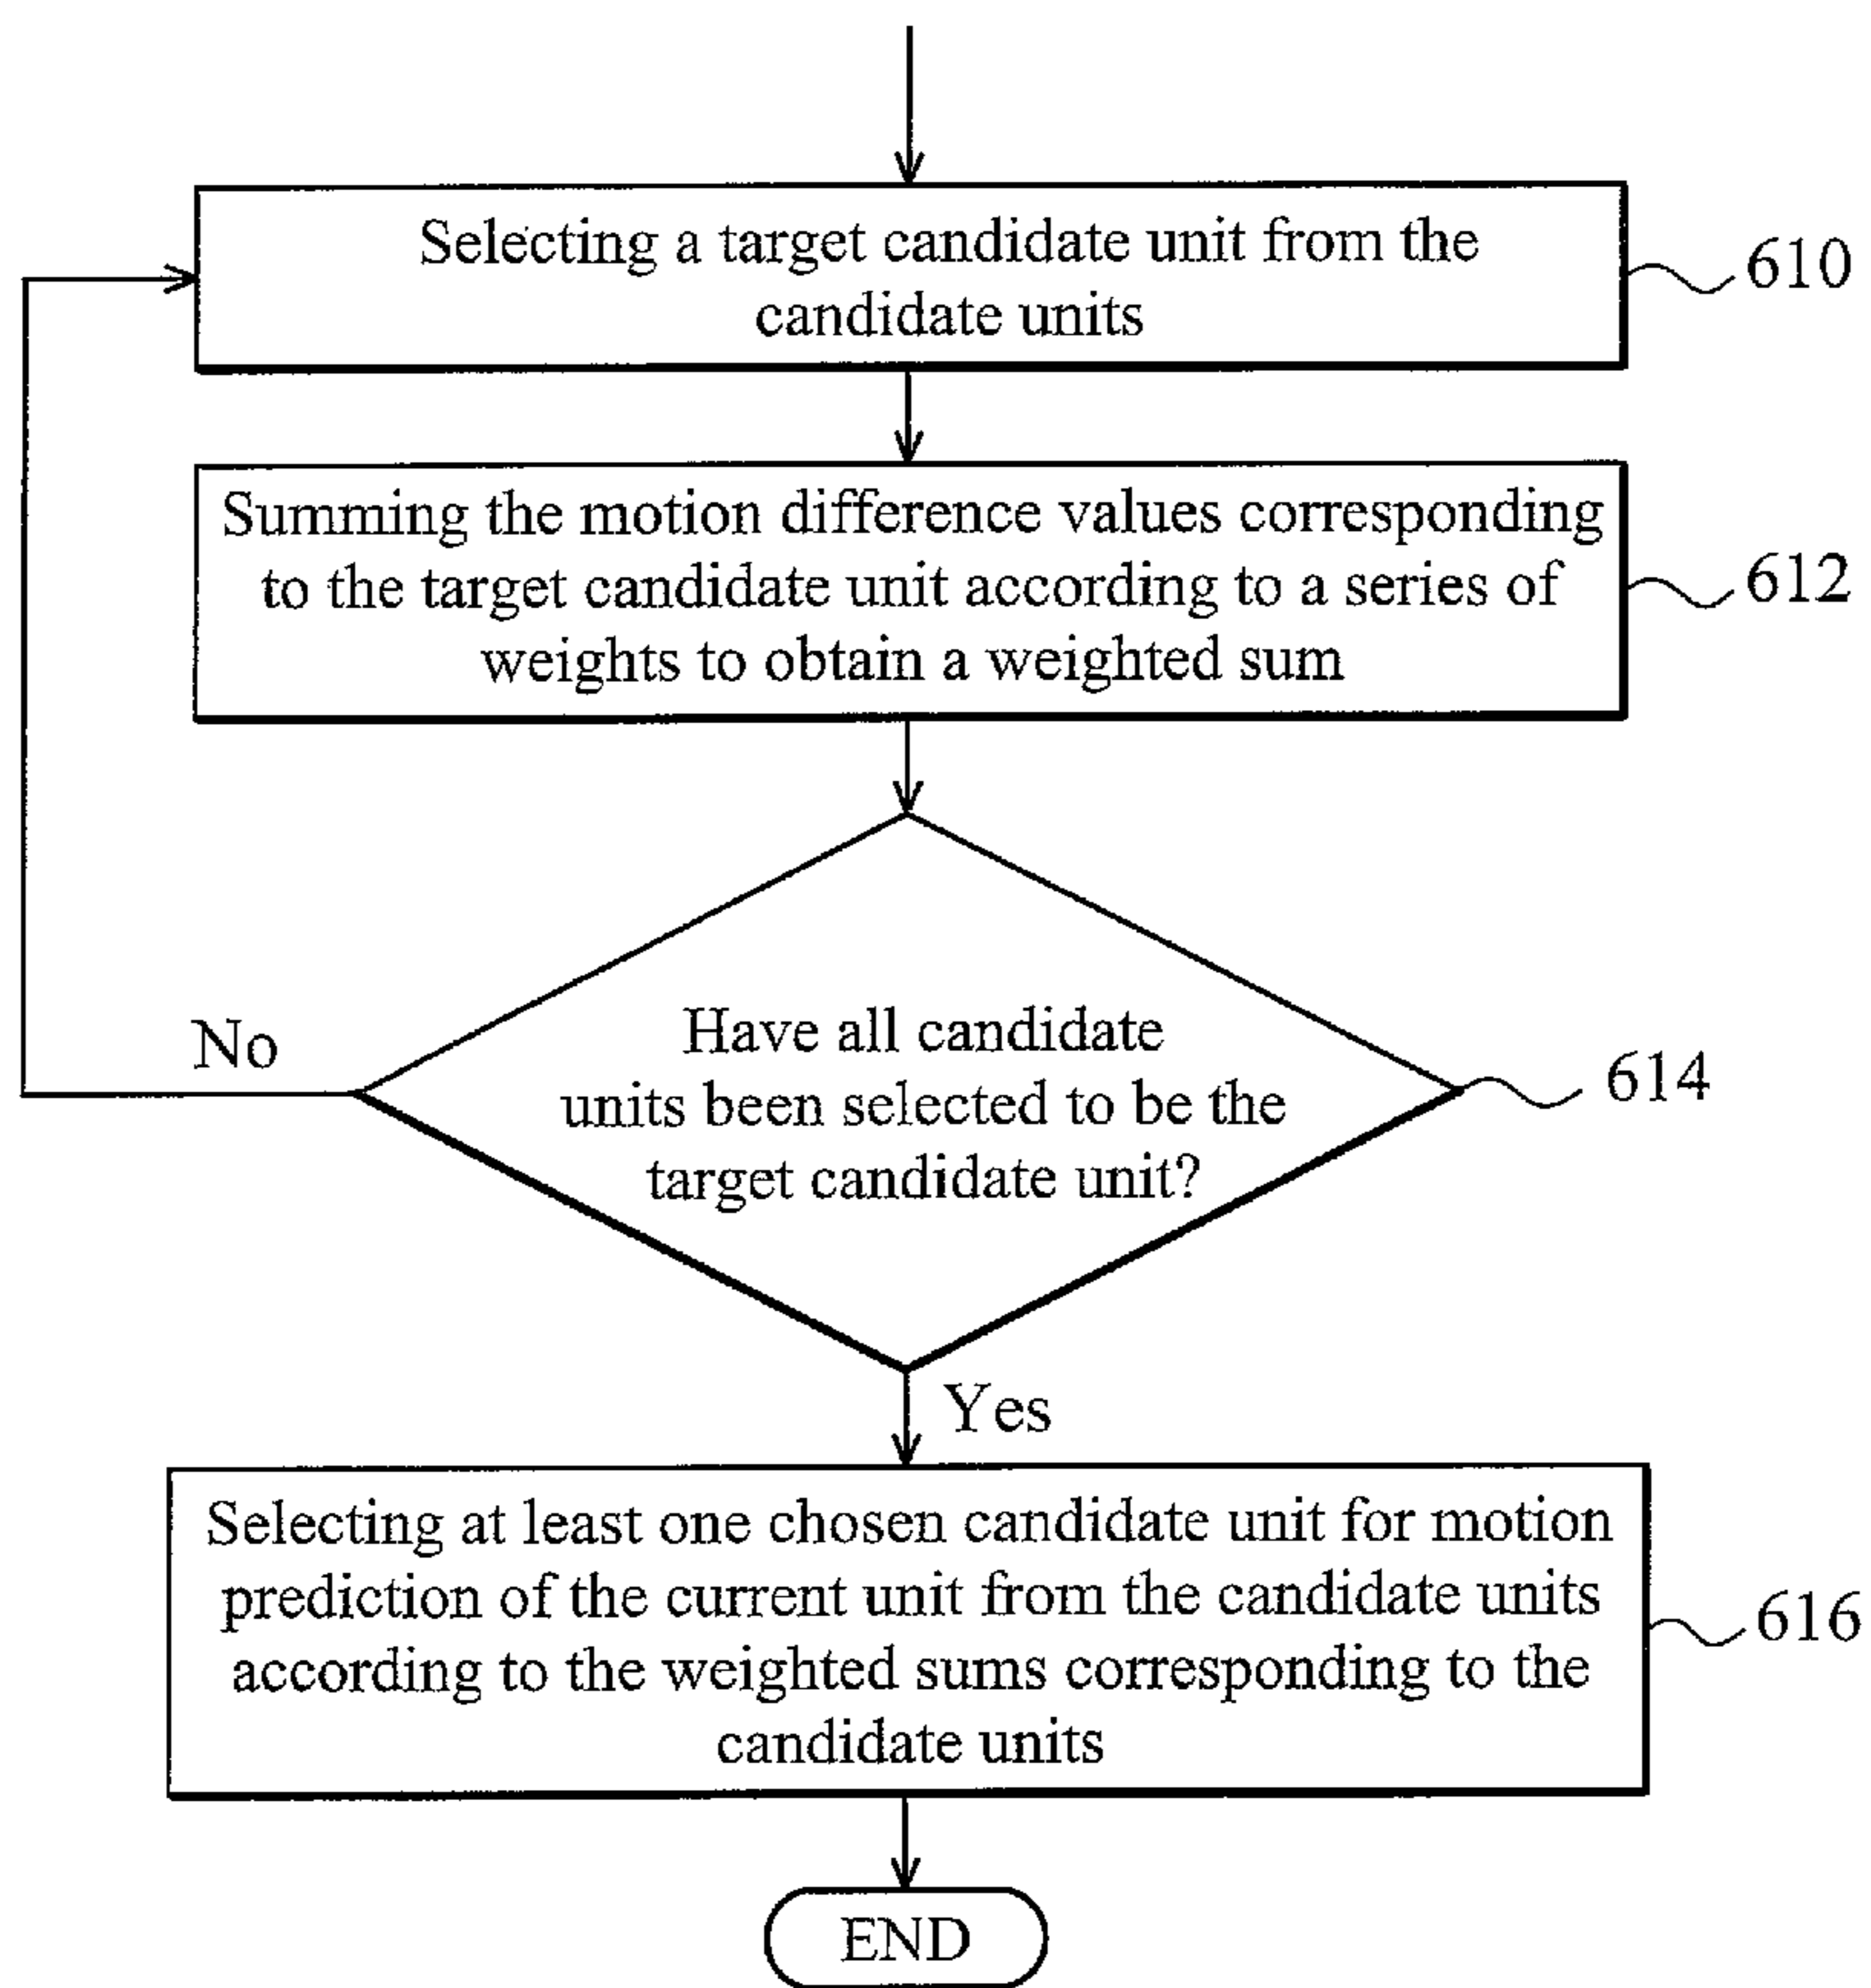 Selecting a target candidate unit from the
candidate units
610
Summing the motion difference values corresponding
to the target candidate unit according to a series of
weights to obtain a weighted sum
612
Have all candidate
units been selected to be the
target candidate unit?
614
No
Yes
Selecting at least one chosen candidate unit for motion
prediction of the current unit from the candidate units
according to the weighted sums corresponding to the
candidate units
616
END